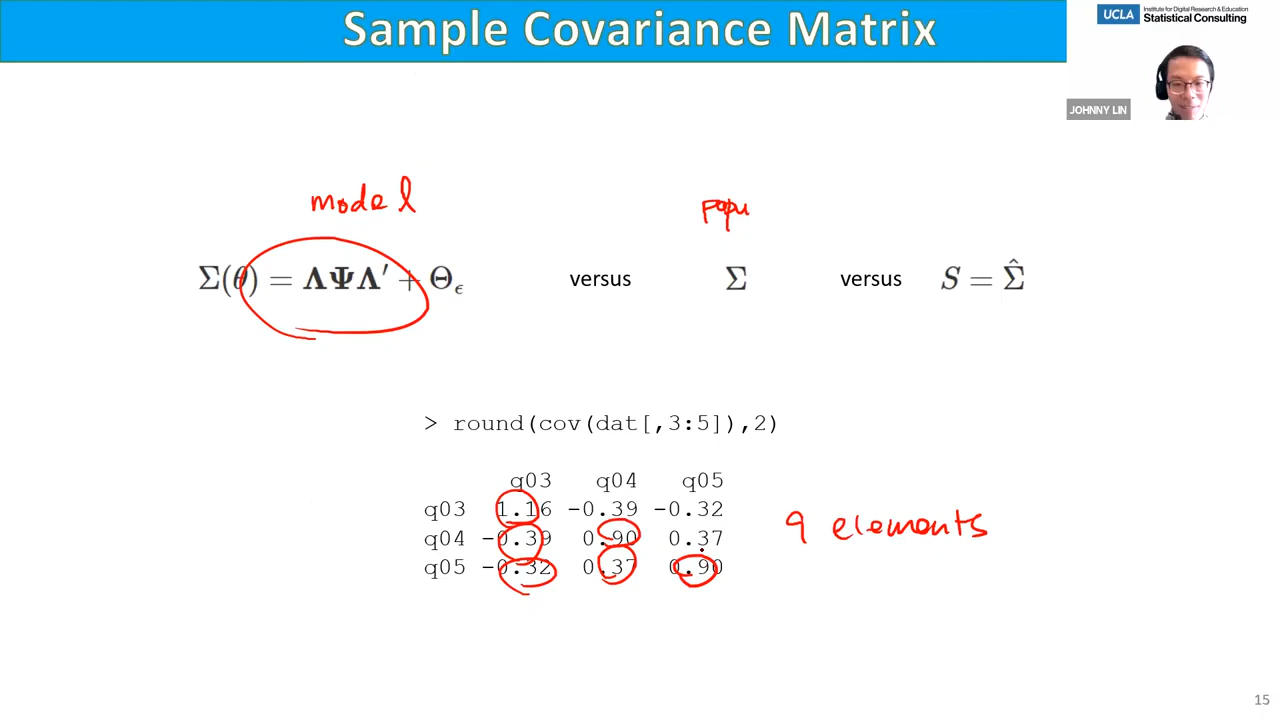 Sample Covariance Matrix
UCLA Institute for Digital Research & Education
Statistical Consulting
JOHNNY LIN
model
popu
Σ(θ) = ΛΨΛ′ + Θϵ versus Σ versus S = Σ̂
> round(cov(dat[,3:5]),2)
q03 q04 q05
q03 1.16 -0.39 -0.32
q04 -0.39 0.90 0.37
q05 -0.32 0.37 0.90
9 elements
15